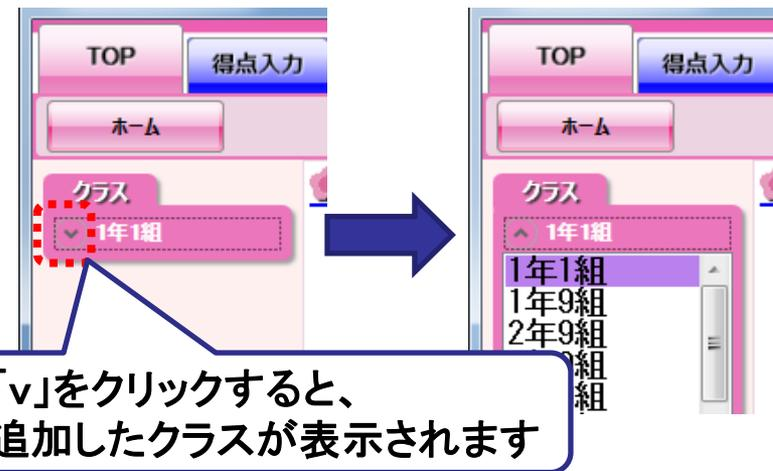 TOP
得点入力
ホーム
クラス
1年1組
TOP
得点入力
ホーム
クラス
1年1組
1年1組
1年9組
2年9組
組
組
「v」をクリックすると、
追加したクラスが表示されます